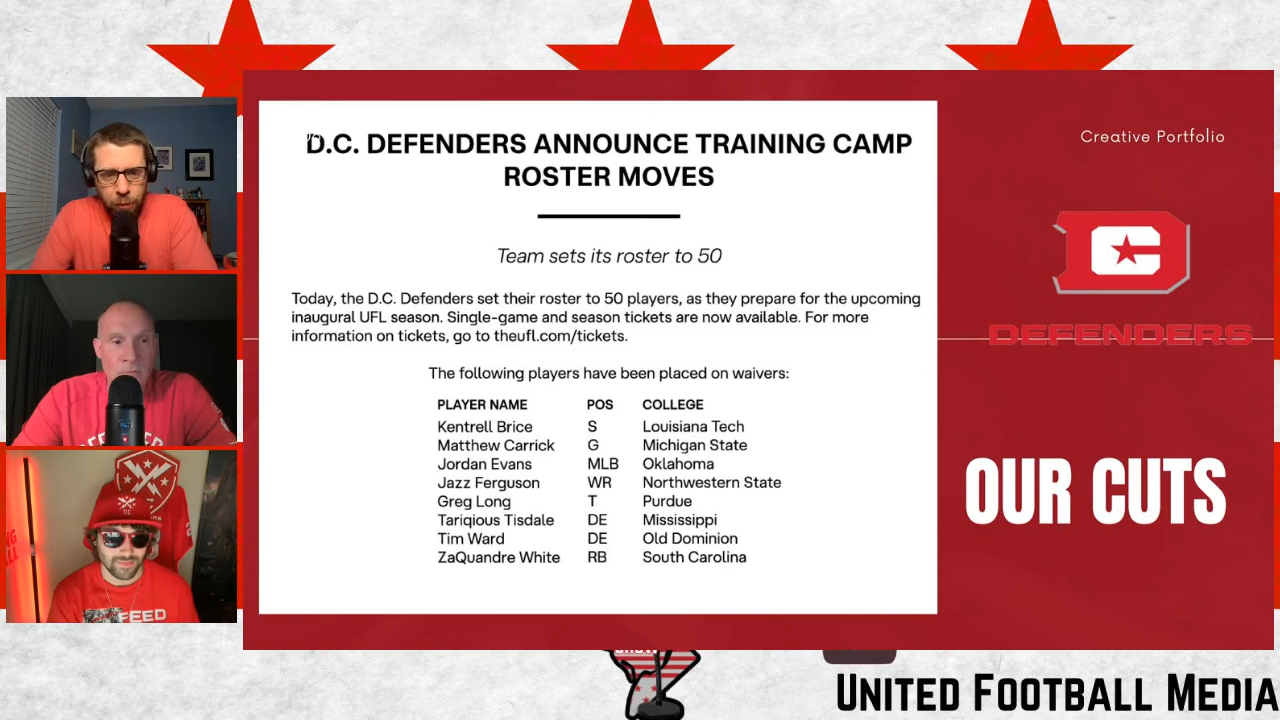 D.C. DEFENDERS ANNOUNCE TRAINING CAMP
ROSTER MOVES
Team sets its roster to 50
Today, the D.C. Defenders set their roster to 50 players, as they prepare for the upcoming
inaugural UFL season. Single-game and season tickets are now available. For more
information on tickets, go to theufl.com/tickets.
The following players have been placed on waivers:
PLAYER NAME POS COLLEGE
Kentrell Brice S Louisiana Tech
Matthew Carrick G Michigan State
Jordan Evans MLB Oklahoma
Jazz Ferguson WR Northwestern State
Greg Long T Purdue
Tariqious Tisdale DE Mississippi
Tim Ward DE Old Dominion
ZaQuandre White RB South Carolina
Creative Portfolio
DEFENDERS
OUR CUTS
UNITED FOOTBALL MEDIA